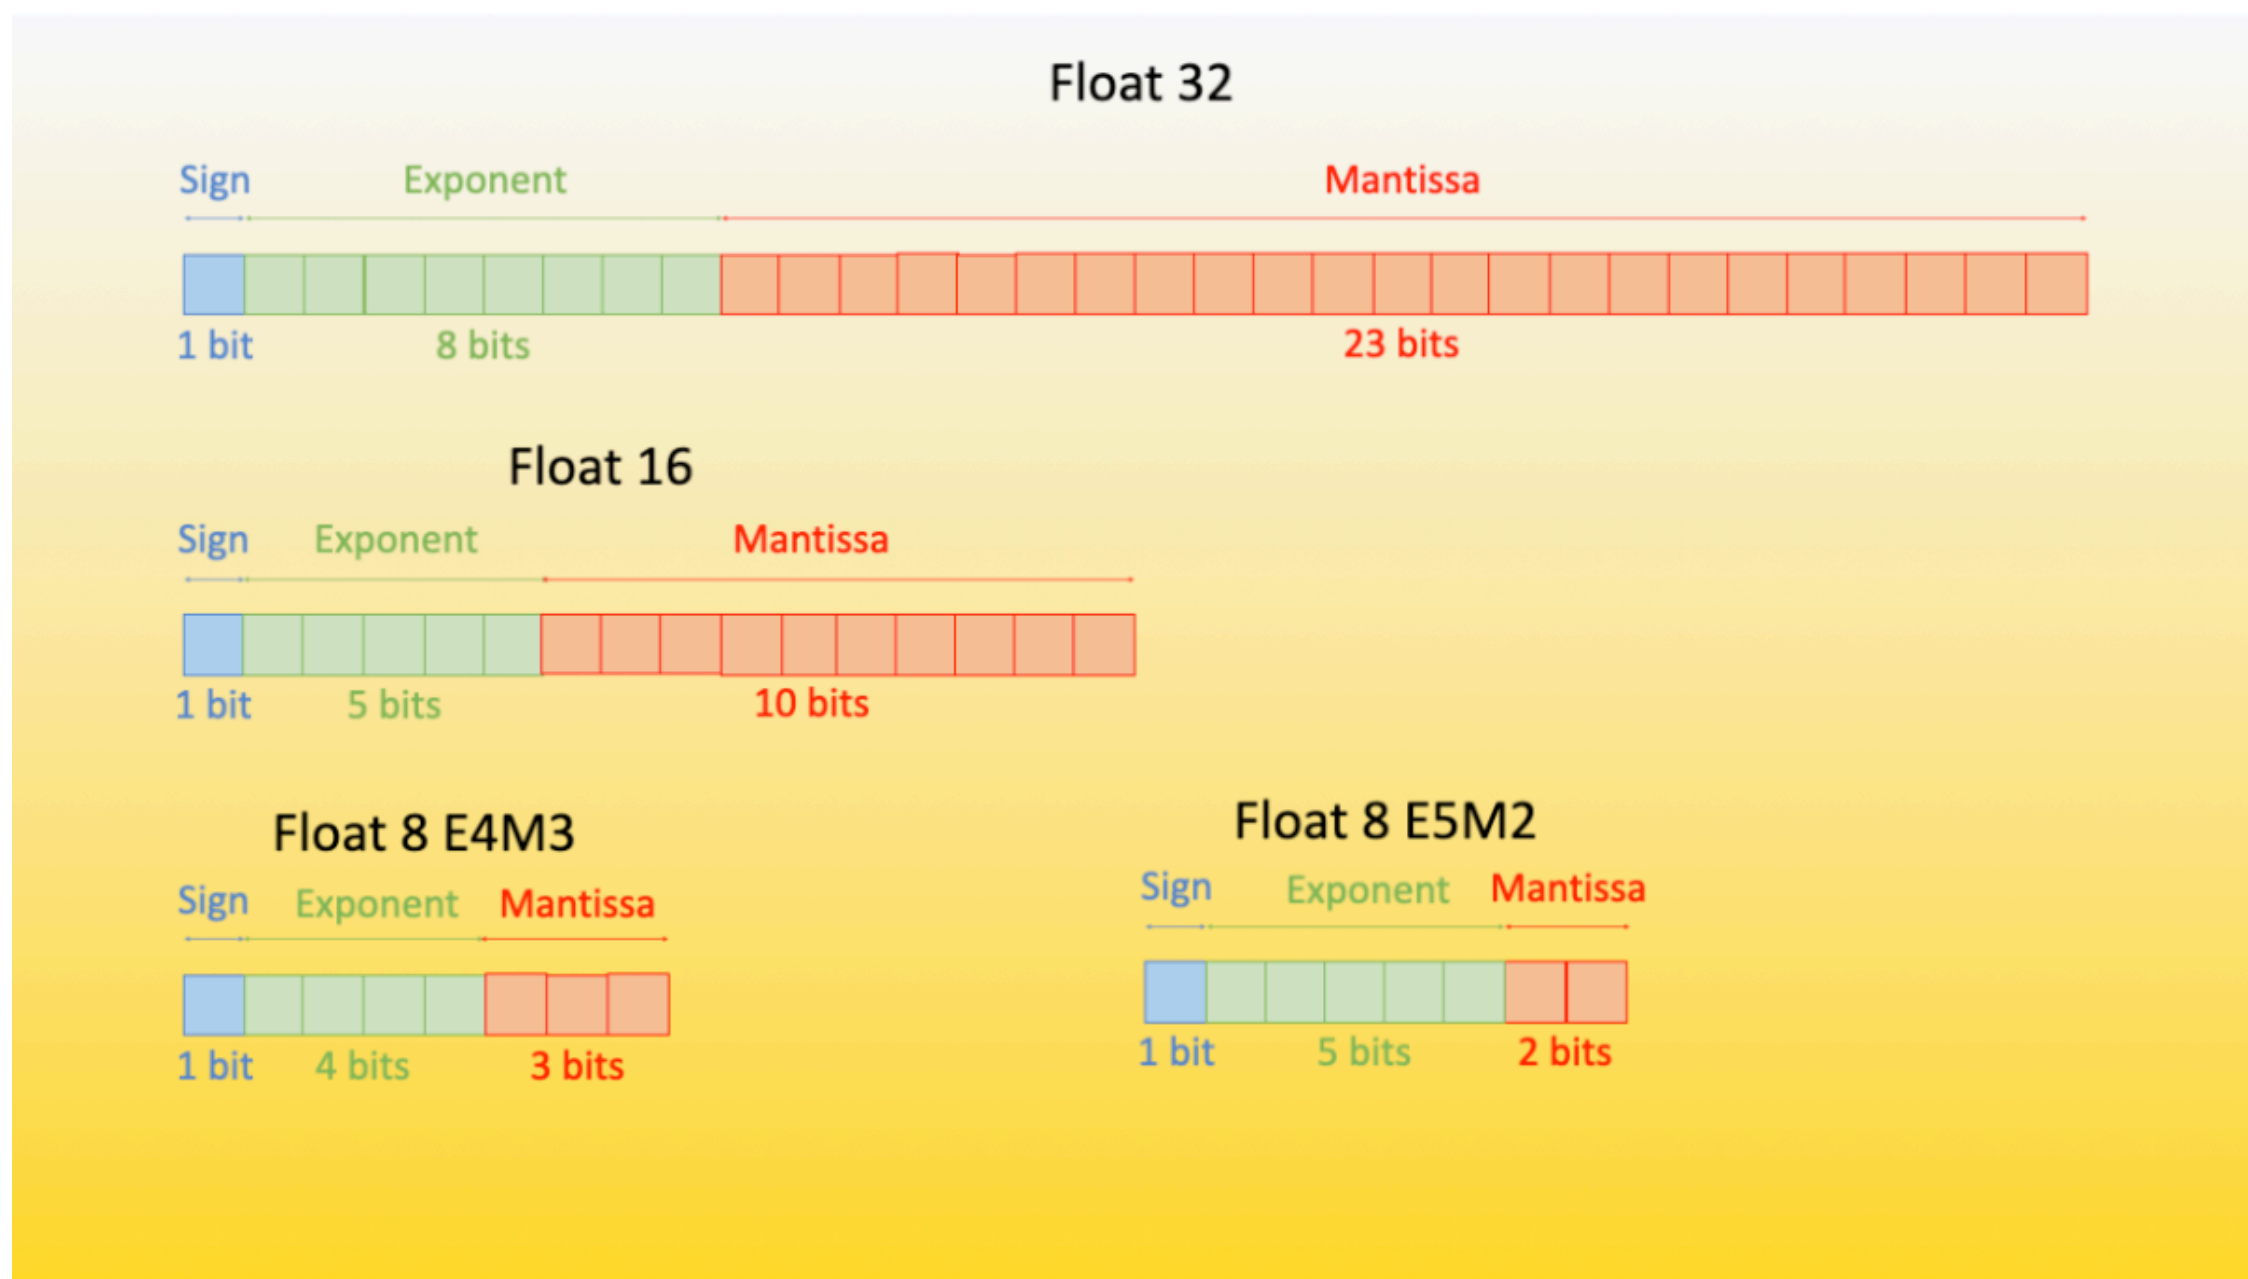 Float 32
Sign Exponent Mantissa
1 bit 8 bits 23 bits
Float 16
Sign Exponent Mantissa
1 bit 5 bits 10 bits
Float 8 E4M3
Sign Exponent Mantissa
1 bit 4 bits 3 bits
Float 8 E5M2
Sign Exponent Mantissa
1 bit 5 bits 2 bits